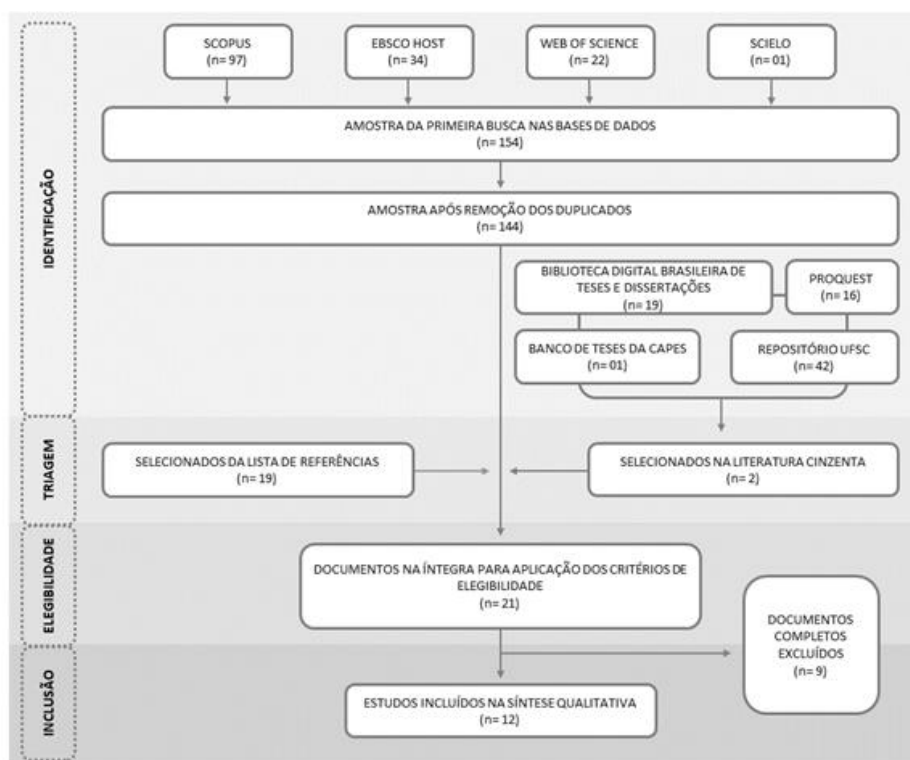 SCOPUS
(n= 97)
EBSCO HOST
(n= 34)
WEB OF SCIENCE
(n= 22)
SCIELO
(n= 01)
AMOSTRA DA PRIMEIRA BUSCA NAS BASES DE DADOS
(n= 154)
AMOSTRA APÓS REMOÇÃO DOS DUPLICADOS
(n= 144)
IDENTIFICAÇÃO
BIBLIOTECA DIGITAL BRASILEIRA DE
TESES E DISSERTAÇÕES
(n= 19)
PROQUEST
(n= 16)
BANCO DE TESES DA CAPES
(n= 01)
REPOSITÓRIO UFSC
(n= 42)
TRIAGEM
SELECIONADOS DA LISTA DE REFERÊNCIAS
(n= 19)
SELECIONADOS NA LITERATURA CINZENTA
(n= 2)
ELEGIBILIDADE
DOCUMENTOS NA ÍNTEGRA PARA APLICAÇÃO DOS CRITÉRIOS DE
ELEGIBILIDADE
(n= 21)
DOCUMENTOS
COMPLETOS
EXCLUÍDOS
(n= 9)
INCLUSÃO
ESTUDOS INCLUÍDOS NA SÍNTESE QUALITATIVA
(n= 12)